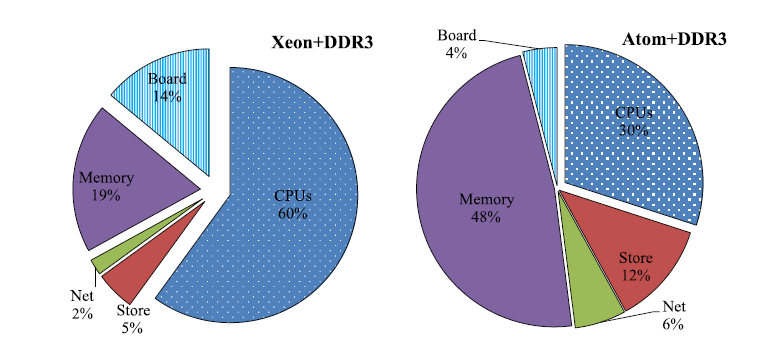 Xeon+DDR3
Board
14%
Memory
19%
CPUs
60%
Net
2%
Store
5%
Atom+DDR3
Board
4%
CPUs
30%
Memory
48%
Store
12%
Net
6%